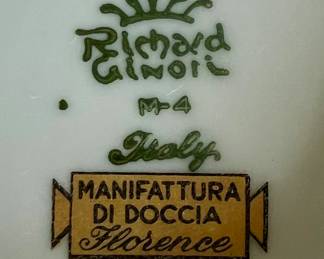 Richard
Ginori
M-4
Italy
MANIFATTURA
DI DOCCIA
Florence